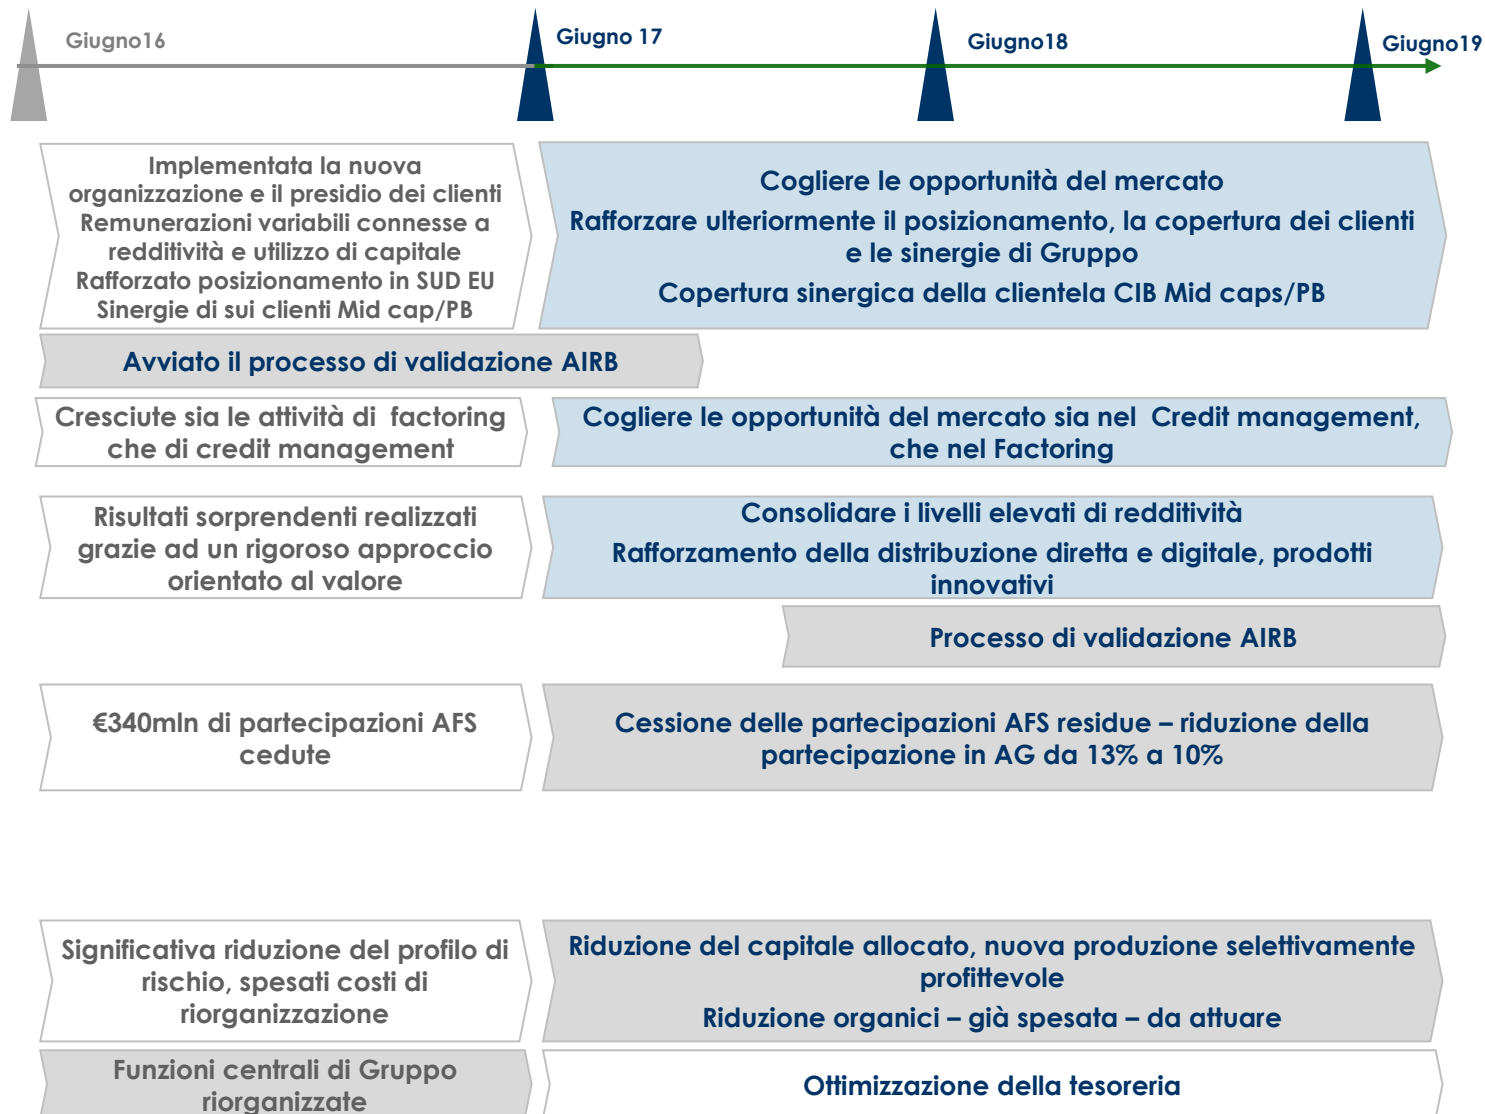 Giugno16
Giugno 17
Giugno18
Giugno19
Implementata la nuova
organizzazione e il presidio dei clienti
Remunerazioni variabili connesse a
redditività e utilizzo di capitale
Rafforzato posizionamento in SUD EU
Sinergie di sui clienti Mid cap/PB
Cogliere le opportunità del mercato
Rafforzare ulteriormente il posizionamento, la copertura dei clienti
e le sinergie di Gruppo
Copertura sinergica della clientela CIB Mid caps/PB
Avviato il processo di validazione AIRB
Cresciute sia le attività di factoring
che di credit management
Cogliere le opportunità del mercato sia nel Credit management,
che nel Factoring
Risultati sorprendenti realizzati
grazie ad un rigoroso approccio
orientato al valore
Consolidare i livelli elevati di redditività
Rafforzamento della distribuzione diretta e digitale, prodotti
innovativi
Processo di validazione AIRB
€340mln di partecipazioni AFS
cedute
Cessione delle partecipazioni AFS residue – riduzione della
partecipazione in AG da 13% a 10%
Significativa riduzione del profilo di
rischio, spesati costi di
riorganizzazione
Riduzione del capitale allocato, nuova produzione selettivamente
profittevole
Riduzione organici – già spesata – da attuare
Funzioni centrali di Gruppo
riorganizzate
Ottimizzazione della tesoreria